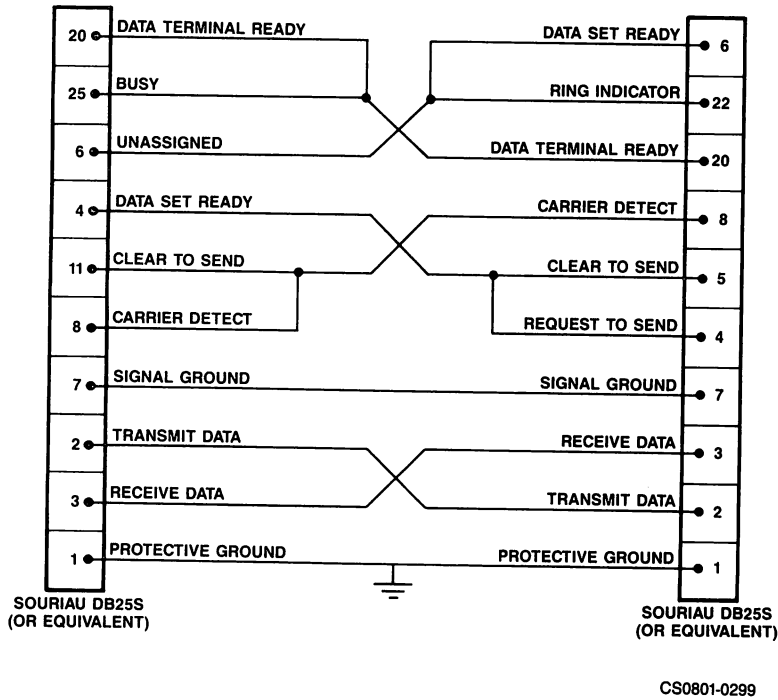 20 DATA TERMINAL READY
25 BUSY
6 UNASSIGNED
4 DATA SET READY
11 CLEAR TO SEND
8 CARRIER DETECT
7 SIGNAL GROUND
2 TRANSMIT DATA
3 RECEIVE DATA
1 PROTECTIVE GROUND
SOURIAU DB25S
(OR EQUIVALENT)
DATA SET READY 6
RING INDICATOR 22
DATA TERMINAL READY 20
CARRIER DETECT 8
CLEAR TO SEND 5
REQUEST TO SEND 4
SIGNAL GROUND 7
RECEIVE DATA 3
TRANSMIT DATA 2
PROTECTIVE GROUND 1
SOURIAU DB25S
(OR EQUIVALENT)
CS0801-0299